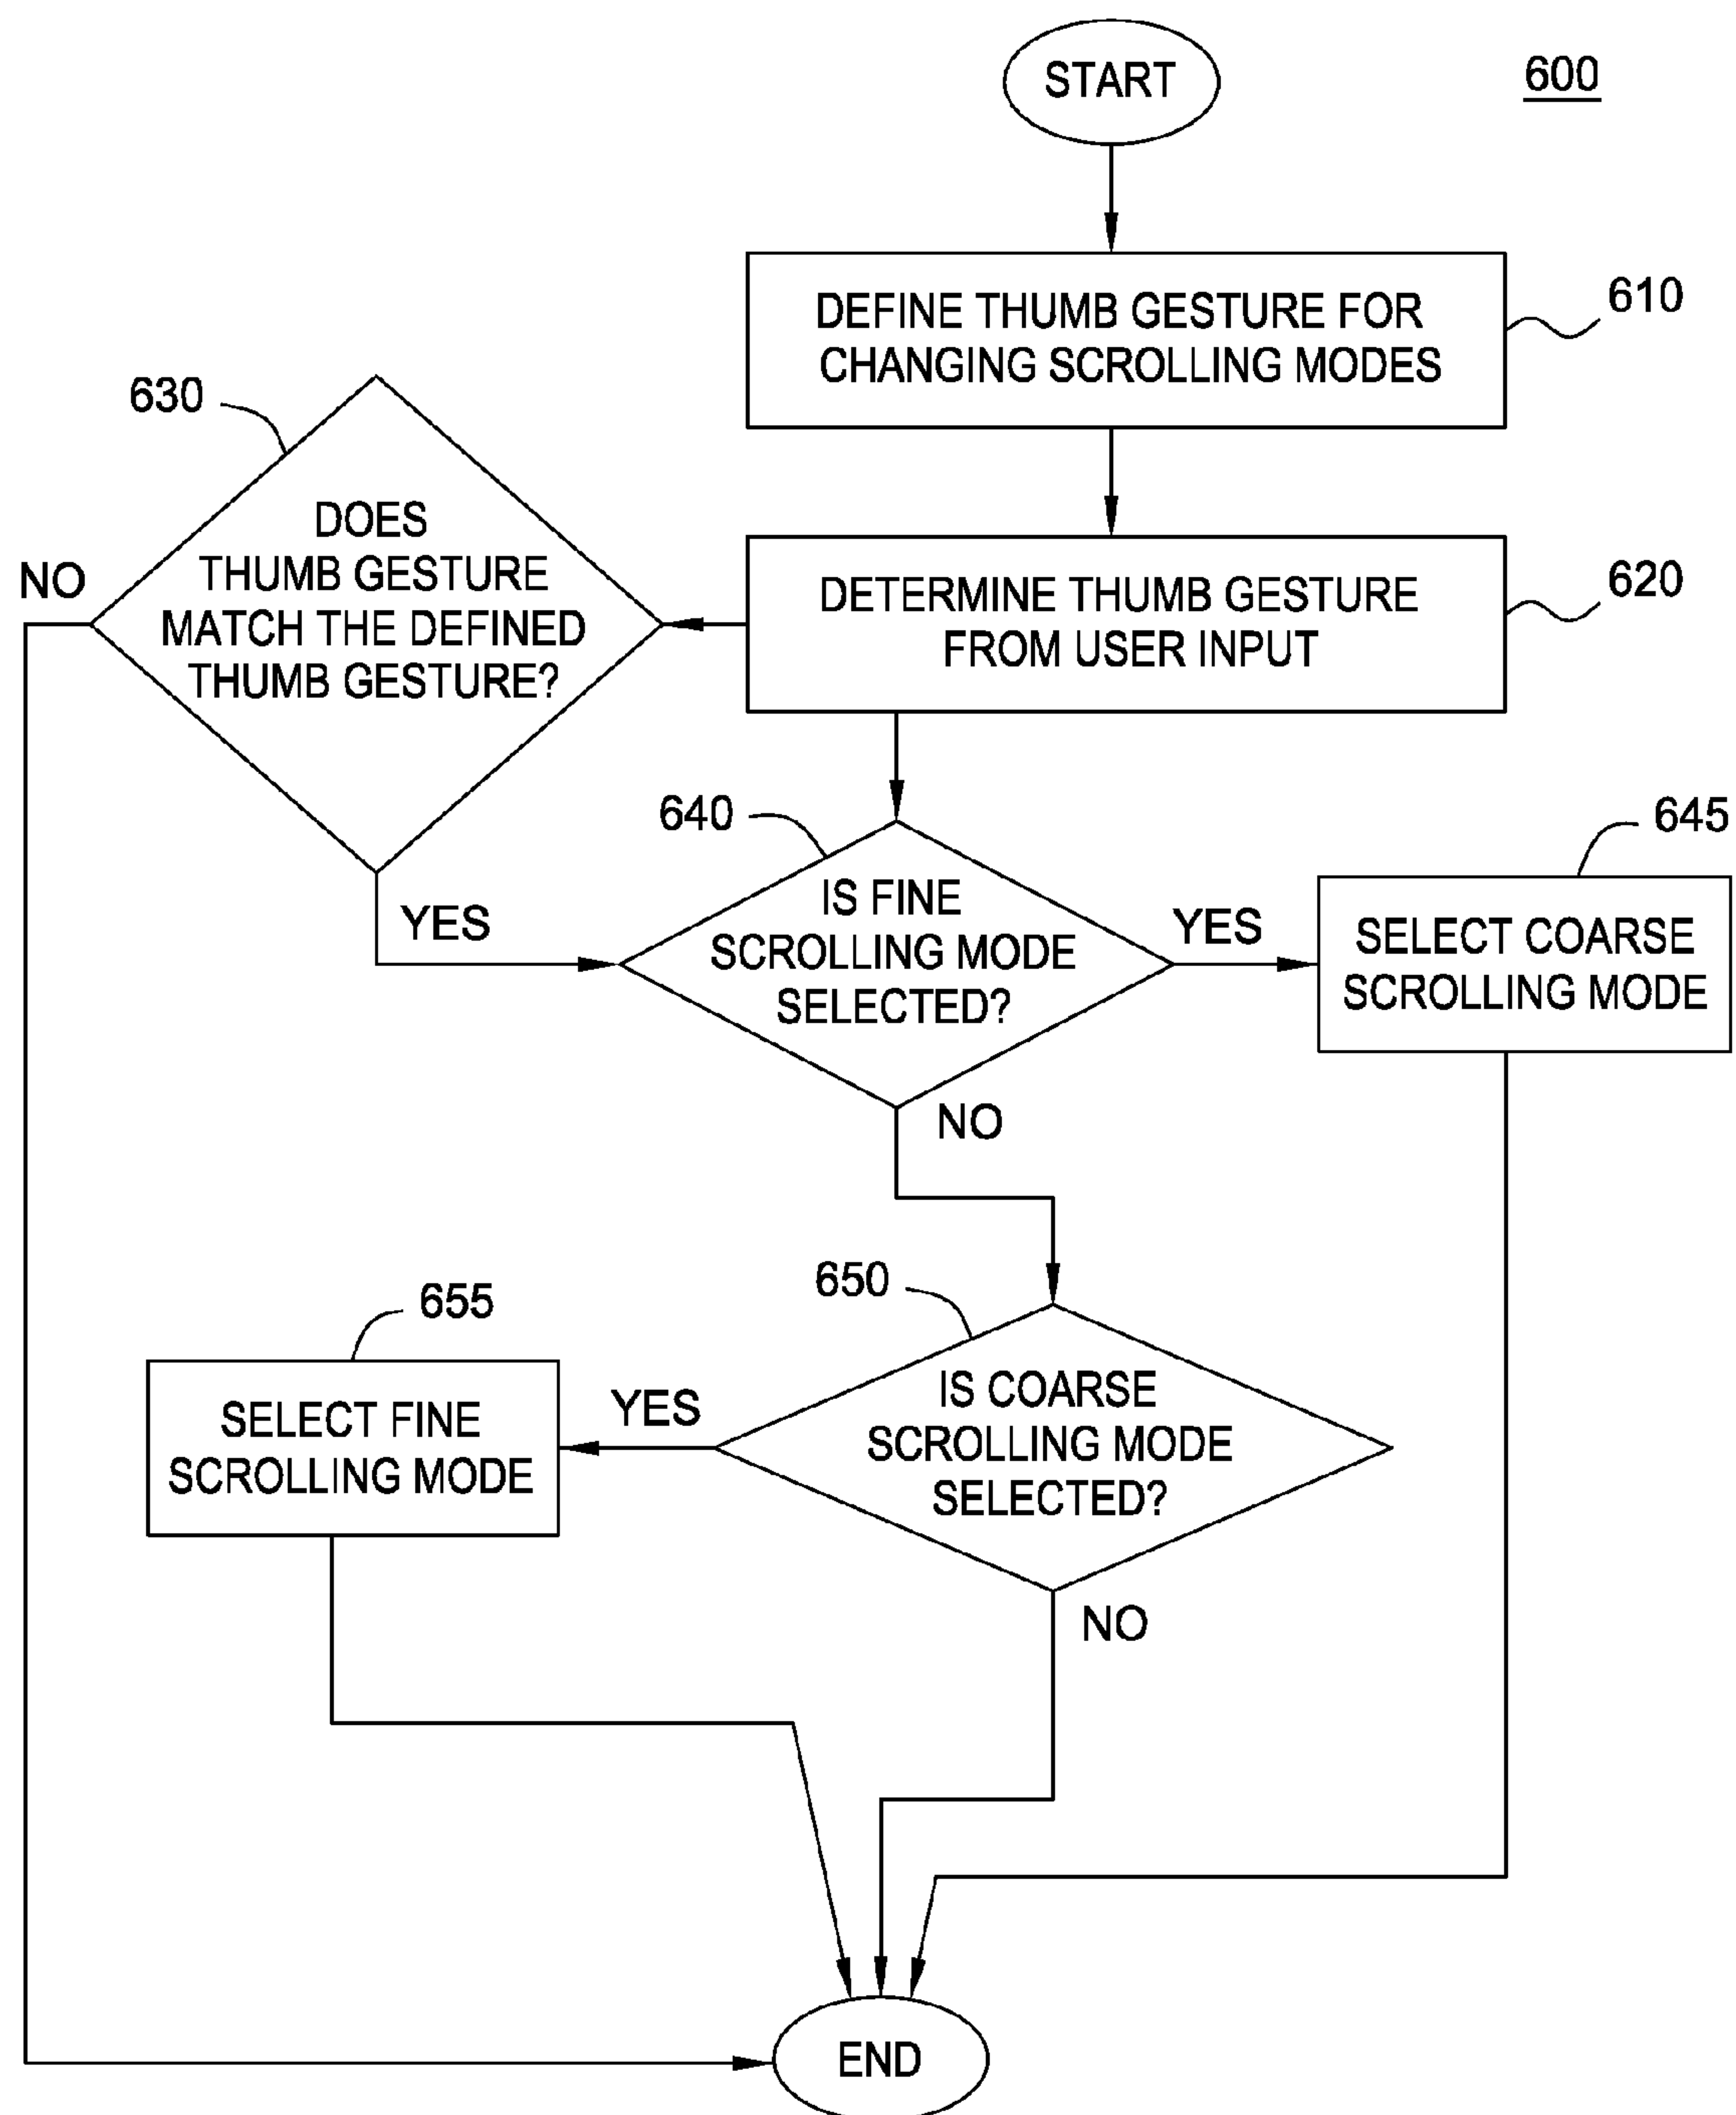 START
600
DEFINE THUMB GESTURE FOR
CHANGING SCROLLING MODES
610
630
DOES
THUMB GESTURE
MATCH THE DEFINED
THUMB GESTURE?
NO
DETERMINE THUMB GESTURE
FROM USER INPUT
620
YES
640
IS FINE
SCROLLING MODE
SELECTED?
YES
645
SELECT COARSE
SCROLLING MODE
NO
650
655
SELECT FINE
SCROLLING MODE
YES
IS COARSE
SCROLLING MODE
SELECTED?
NO
END